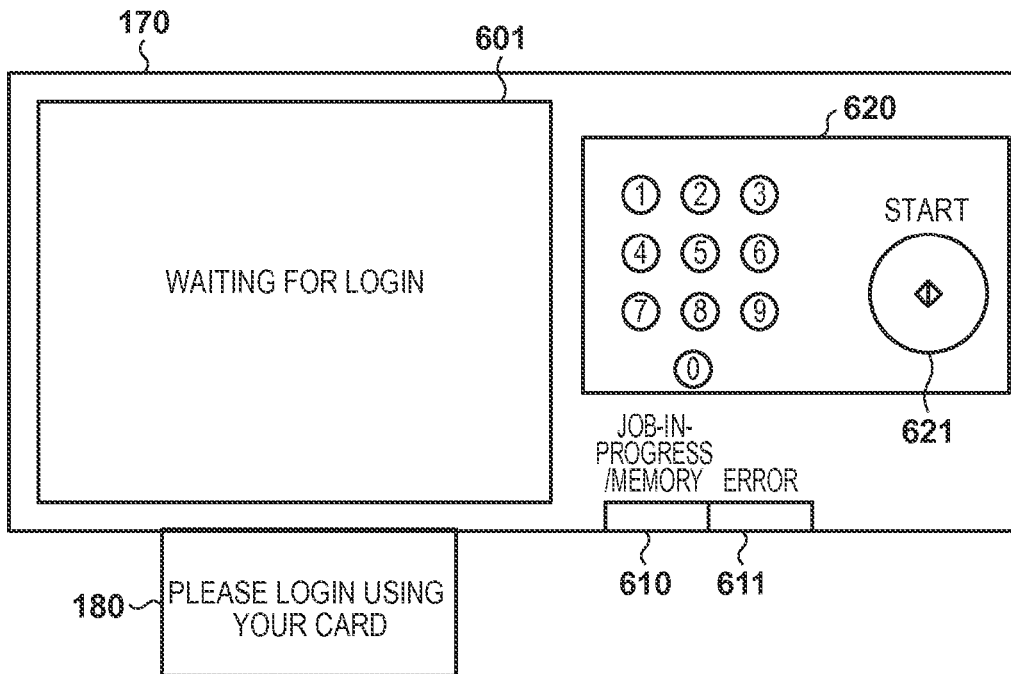 170
601
620
1 2 3
START
4 5 6
WAITING FOR LOGIN
7 8 9
0
621
JOB-IN-
PROGRESS
/MEMORY ERROR
610 611
180
PLEASE LOGIN USING
YOUR CARD